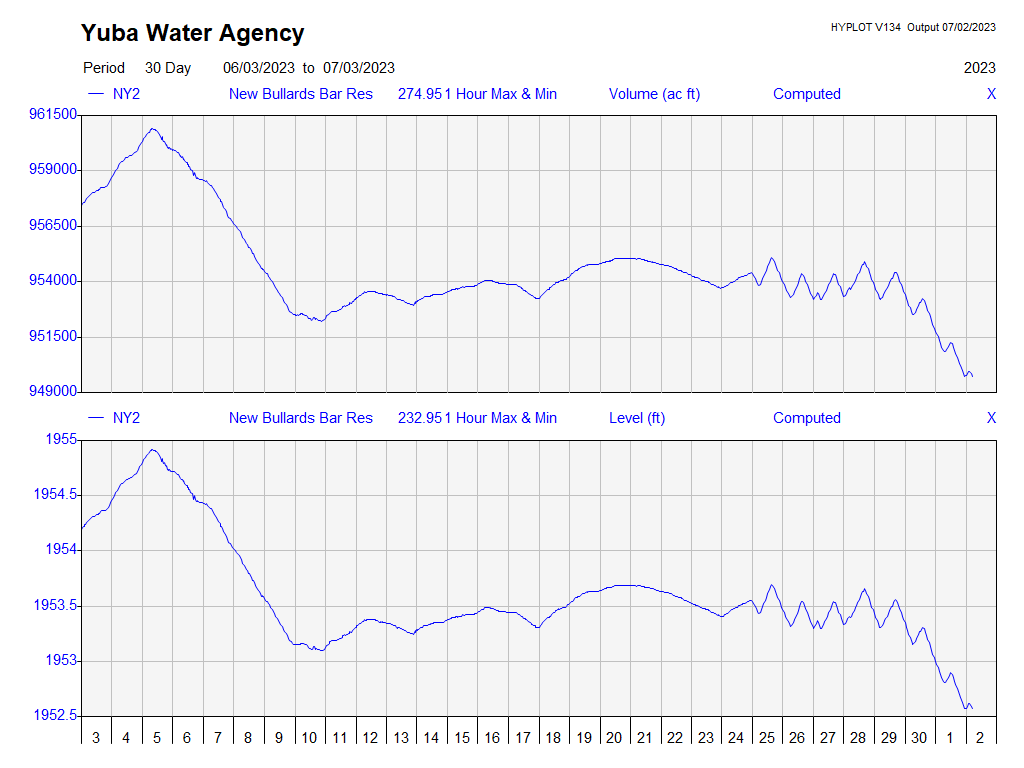 Yuba Water Agency
HYPLOT V134 Output 07/02/2023
Period 30 Day 06/03/2023 to 07/03/2023 2023
NY2 New Bullards Bar Res 274.95 1 Hour Max & Min Volume (ac ft) Computed X
961500
959000
956500
954000
951500
949000
NY2 New Bullards Bar Res 232.95 1 Hour Max & Min Level (ft) Computed X
1955
1954.5
1954
1953.5
1953
1952.5
3 4 5 6 7 8 9 10 11 12 13 14 15 16 17 18 19 20 21 22 23 24 25 26 27 28 29 30 1 2